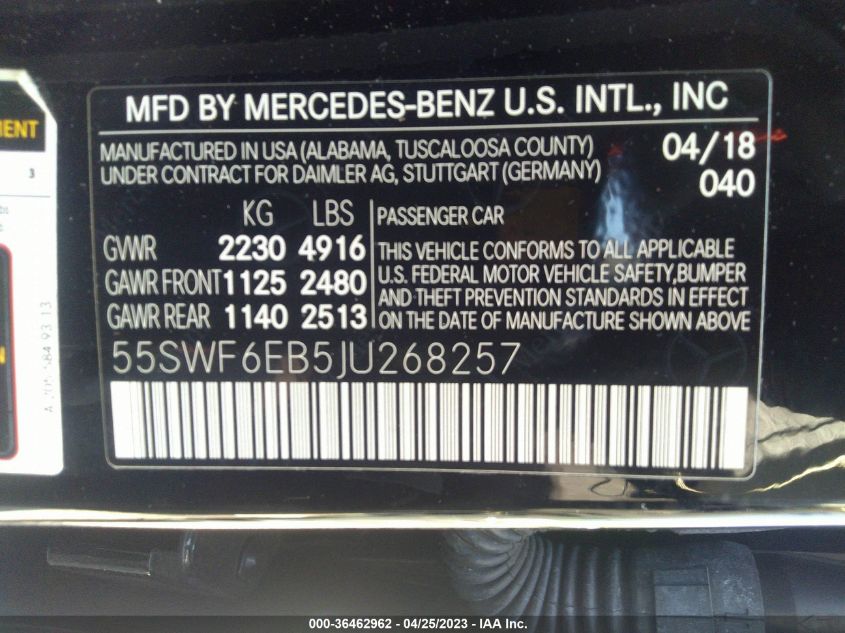 MFD BY MERCEDES-BENZ U.S. INTL., INC
MANUFACTURED IN USA (ALABAMA, TUSCALOOSA COUNTY) 04/18
UNDER CONTRACT FOR DAIMLER AG, STUTTGART (GERMANY) 040
KG LBS
GVWR 2230 4916
GAWR FRONT 1125 2480
GAWR REAR 1140 2513
PASSENGER CAR
THIS VEHICLE CONFORMS TO ALL APPLICABLE
U.S. FEDERAL MOTOR VEHICLE SAFETY,BUMPER
AND THEFT PREVENTION STANDARDS IN EFFECT
ON THE DATE OF MANUFACTURE SHOWN ABOVE
55SWF6EB5JU268257
3
000-36462962 - 04/25/2023 - IAA Inc.